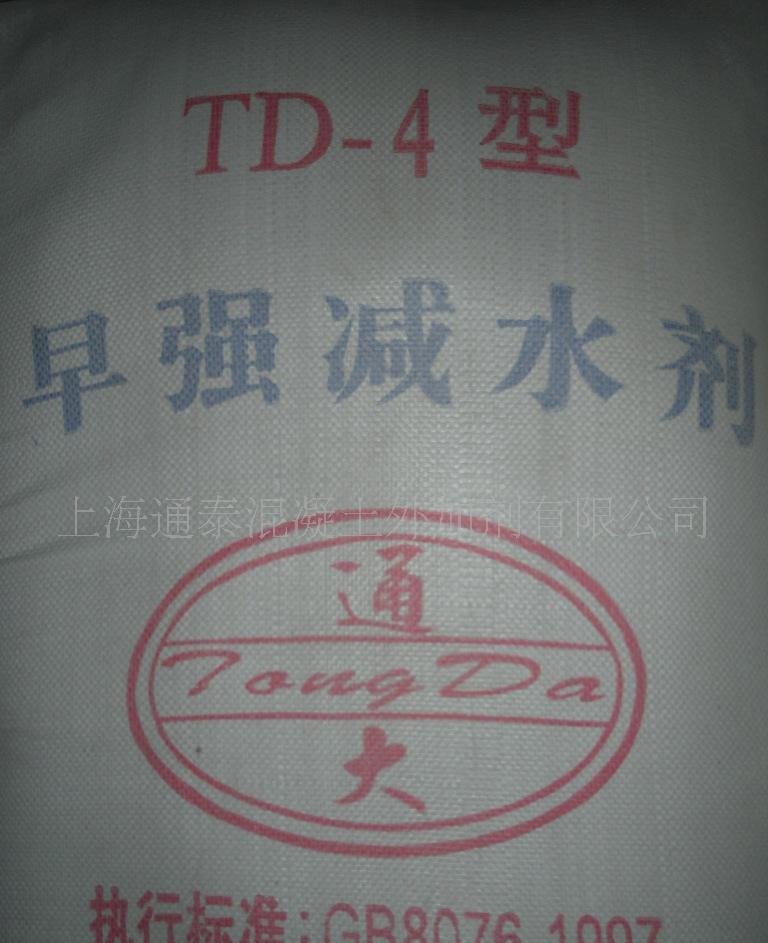 TD-4型
早强减水剂
上海通泰混凝土外加剂有限公司
通
TongDa
大
执行标准:GB8076-1997